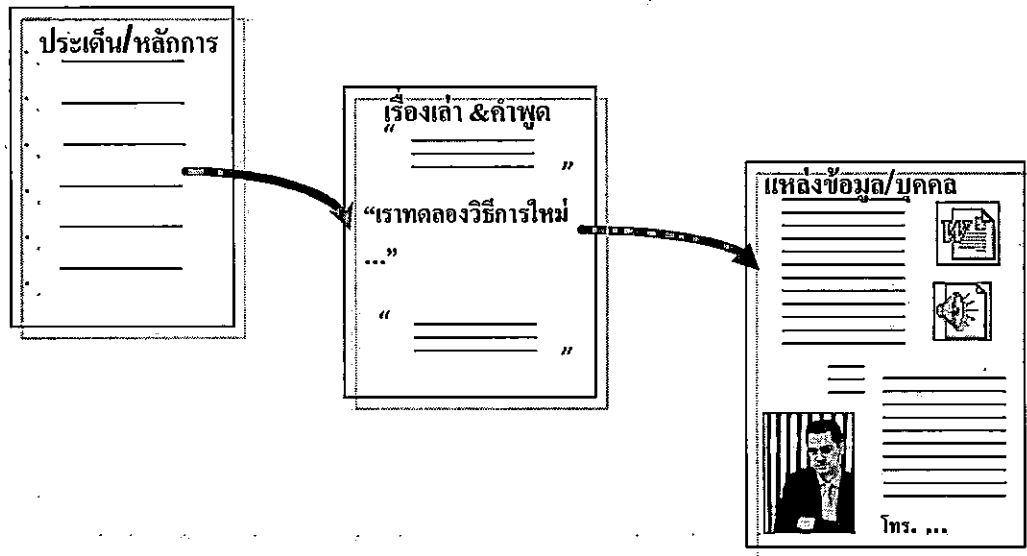 ประเด็น/หลักการ
เรื่องเล่า &คำพูด
“
”
“เราทดลองวิธีการใหม่
...”
“
”
แหล่งข้อมูล/บุคคล
W
โทร. ...